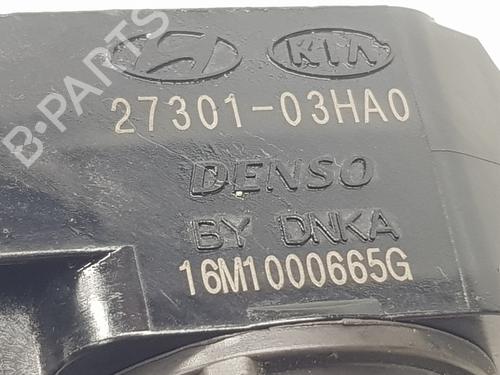 KIA
27301-03HA0
DENSO
BY DNKA
16M1000665G
B-PARTS